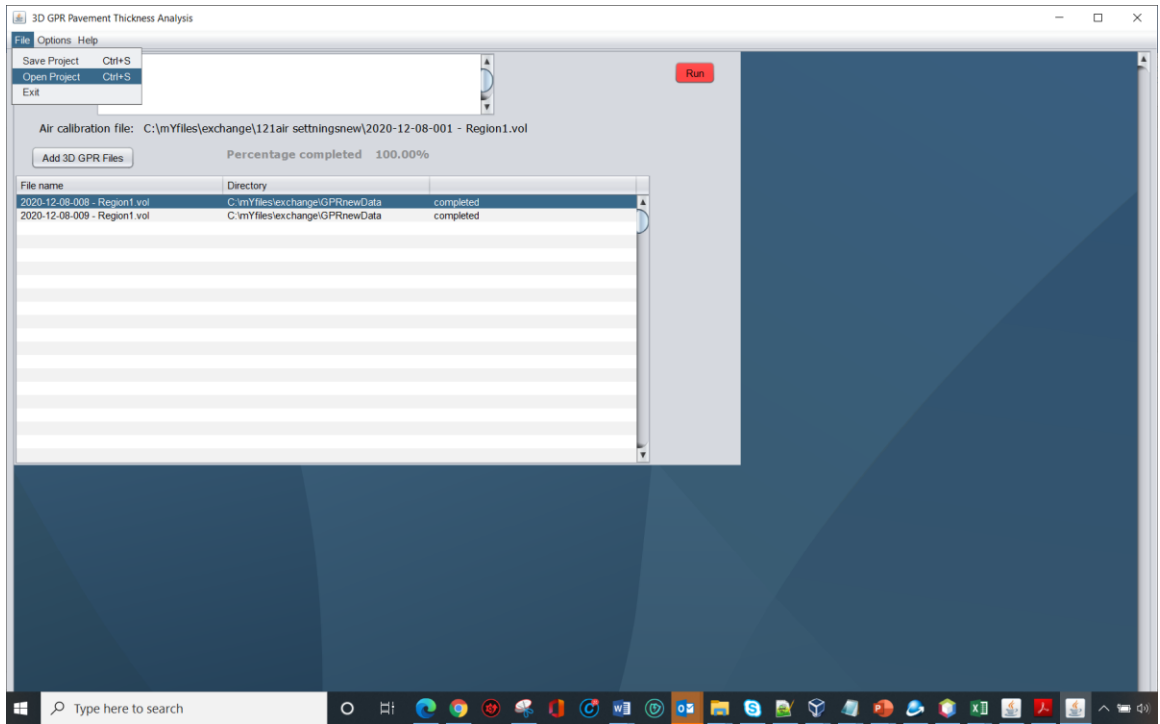 3D GPR Pavement Thickness Analysis
File Options Help
Save Project Ctrl+S
Open Project Ctrl+S
Exit
Run
Air calibration file: C:\mYfiles\exchange\121air settningsnew\2020-12-08-001 - Region1.vol
Add 3D GPR Files
Percentage completed 100.00%
File name Directory
2020-12-08-008 - Region1.vol C:\mYfiles\exchange\GPRnewData completed
2020-12-08-009 - Region1.vol C:\mYfiles\exchange\GPRnewData completed
Type here to search